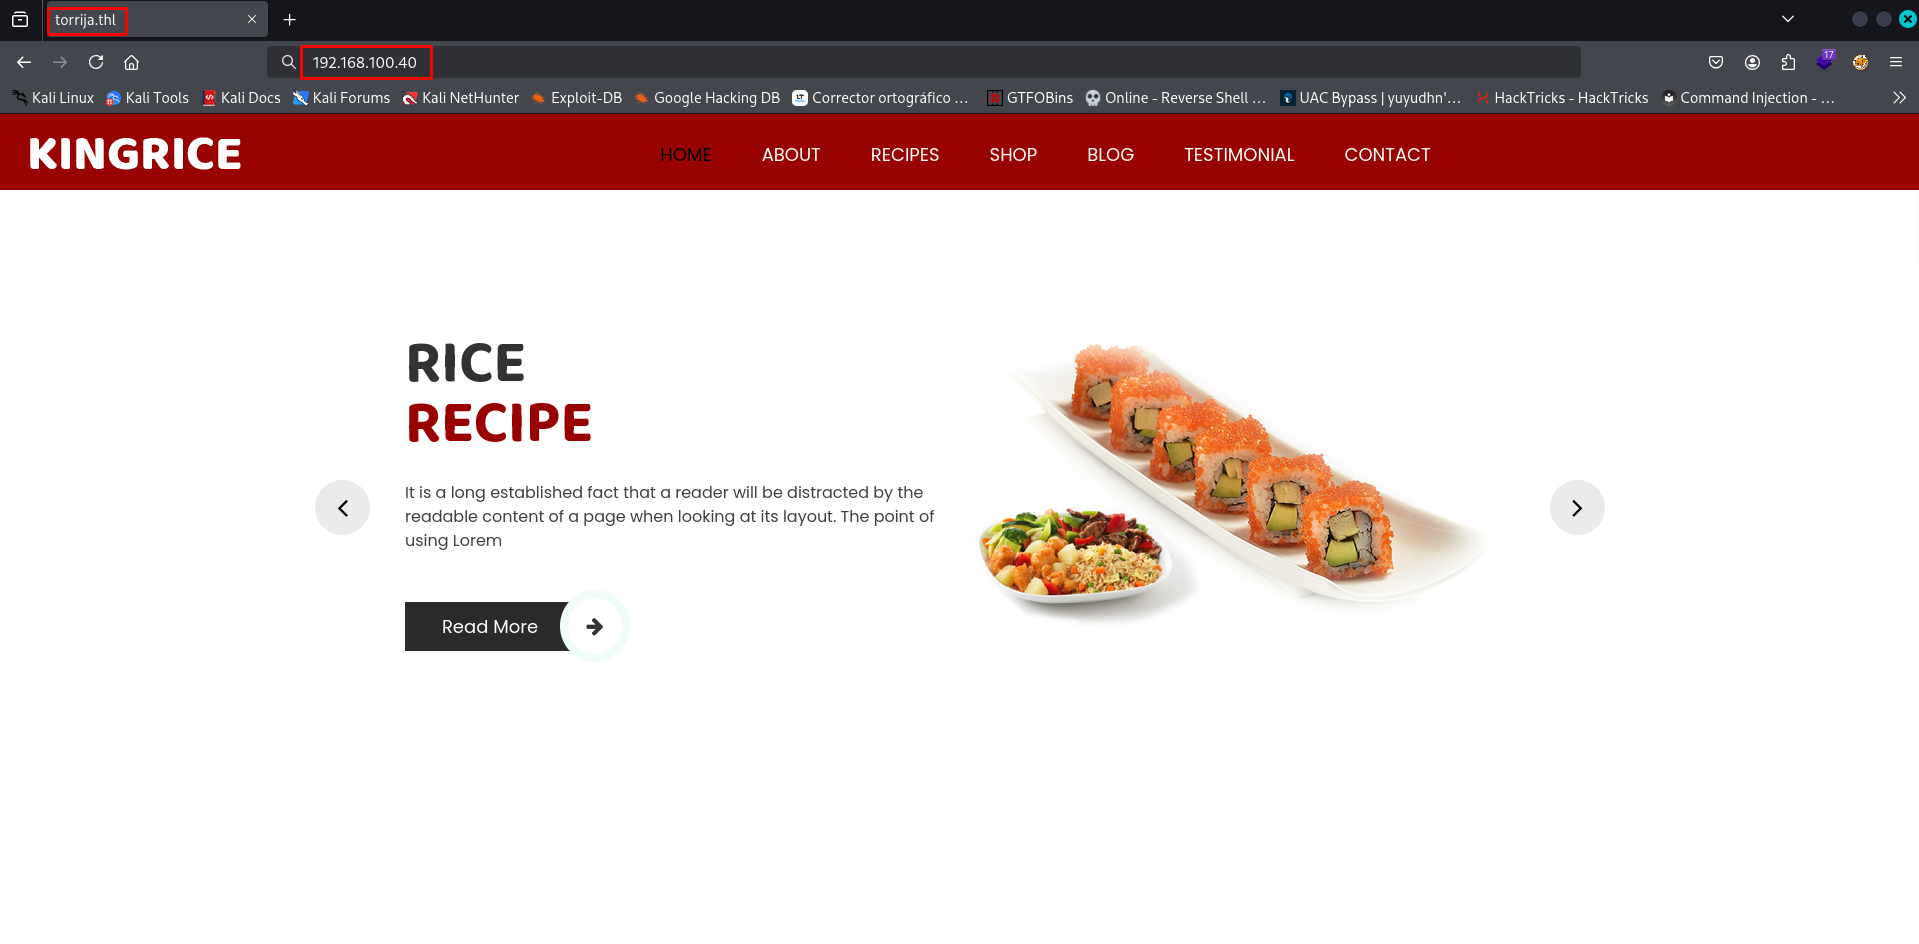 torrija.thl
192.168.100.40
17
Kali Linux Kali Tools Kali Docs Kali Forums Kali NetHunter Exploit-DB Google Hacking DB Corrector ortográfico ... GTFOBins Online - Reverse Shell ... UAC Bypass | yuyudhn'... HackTricks - HackTricks Command Injection - ...
KINGRICE HOME ABOUT RECIPES SHOP BLOG TESTIMONIAL CONTACT
RICE
RECIPE
It is a long established fact that a reader will be distracted by the
readable content of a page when looking at its layout. The point of
using Lorem
Read More